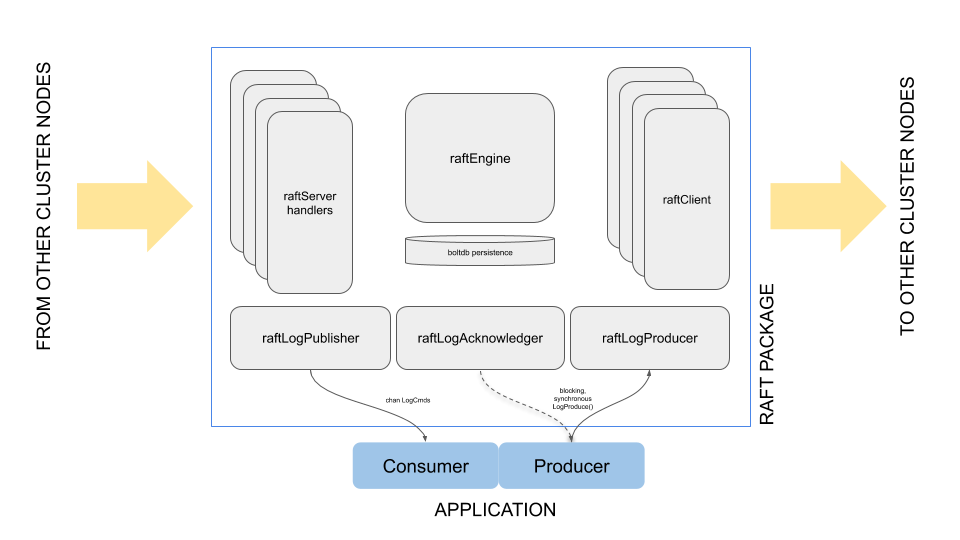 FROM OTHER CLUSTER NODES
raftServer
handlers
raftEngine
boltdb persistence
raftClient
TO OTHER CLUSTER NODES
raftLogPublisher
raftLogAcknowledger
raftLogProducer
RAFT PACKAGE
chan LogCmds
blocking,
synchronous
LogProduce()
Consumer
Producer
APPLICATION